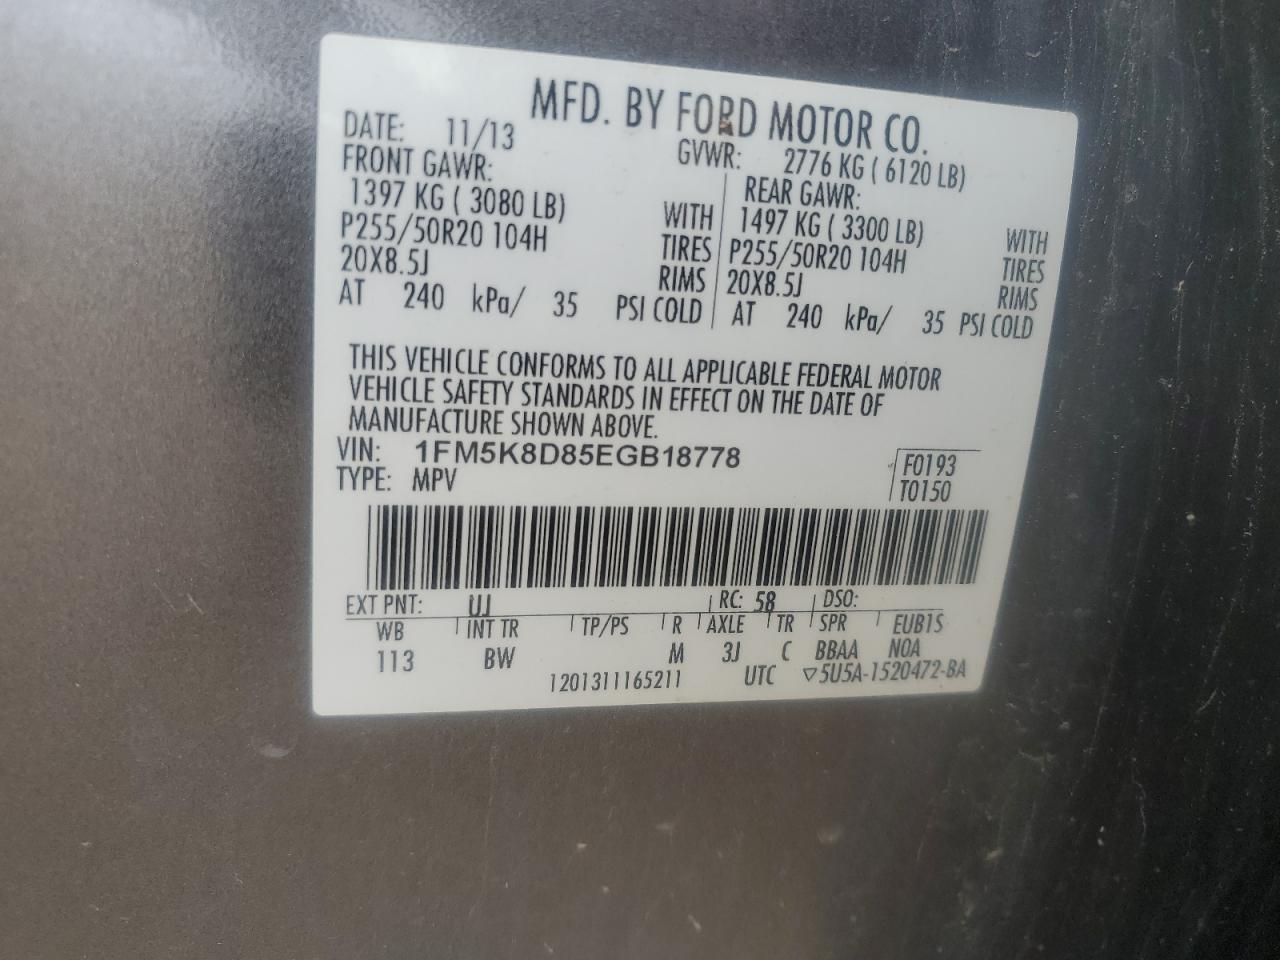 MFD. BY FORD MOTOR CO.
DATE: 11/13 GVWR: 2776 KG ( 6120 LB)
FRONT GAWR: REAR GAWR:
1397 KG ( 3080 LB) WITH 1497 KG ( 3300 LB) WITH
P255/50R20 104H TIRES P255/50R20 104H TIRES
20X8.5J RIMS 20X8.5J RIMS
AT 240 kPa/ 35 PSI COLD AT 240 kPa/ 35 PSI COLD
THIS VEHICLE CONFORMS TO ALL APPLICABLE FEDERAL MOTOR
VEHICLE SAFETY STANDARDS IN EFFECT ON THE DATE OF
MANUFACTURE SHOWN ABOVE.
VIN: 1FM5K8D85EGB18778 F0193
TYPE: MPV T0150
EXT PNT: UJ RC: 58 DSO:
WB INT TR TP/PS R AXLE TR SPR EUB1S
113 BW M 3J C BBAA N0A
1201311165211 UTC ▽5U5A-1520472-BA